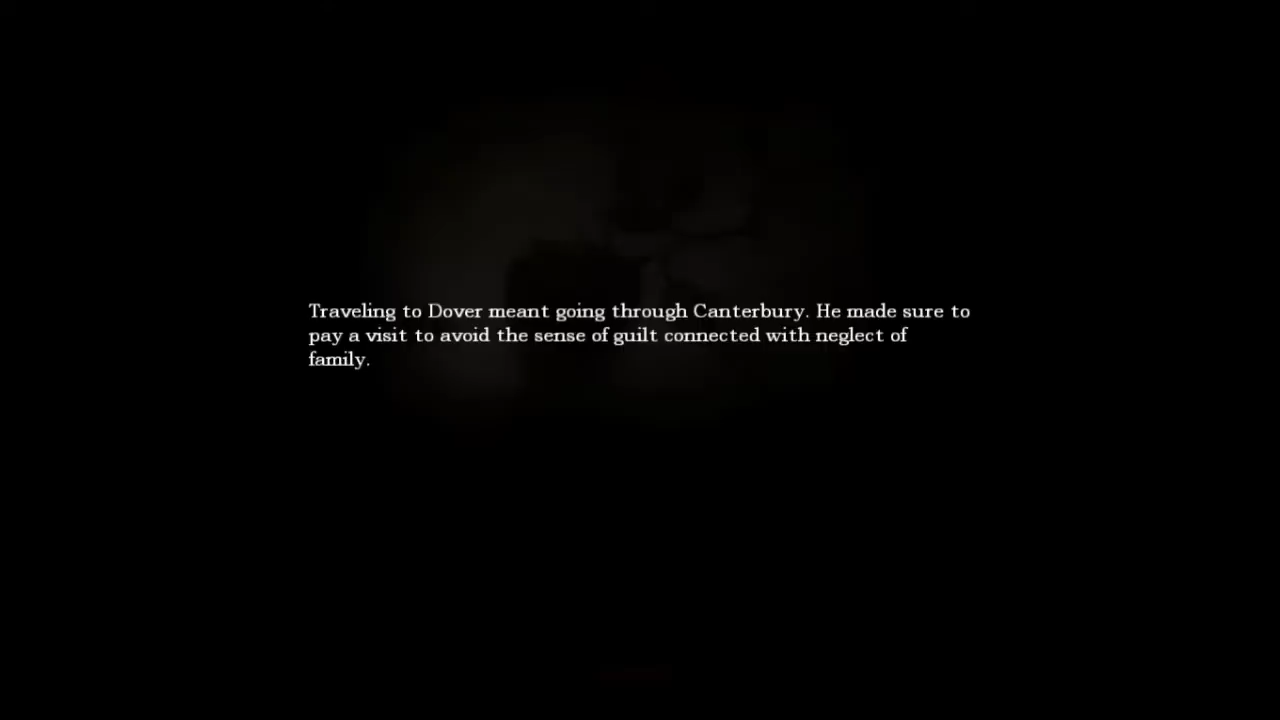 Traveling to Dover meant going through Canterbury. He made sure to
pay a visit to avoid the sense of guilt connected with neglect of
family.